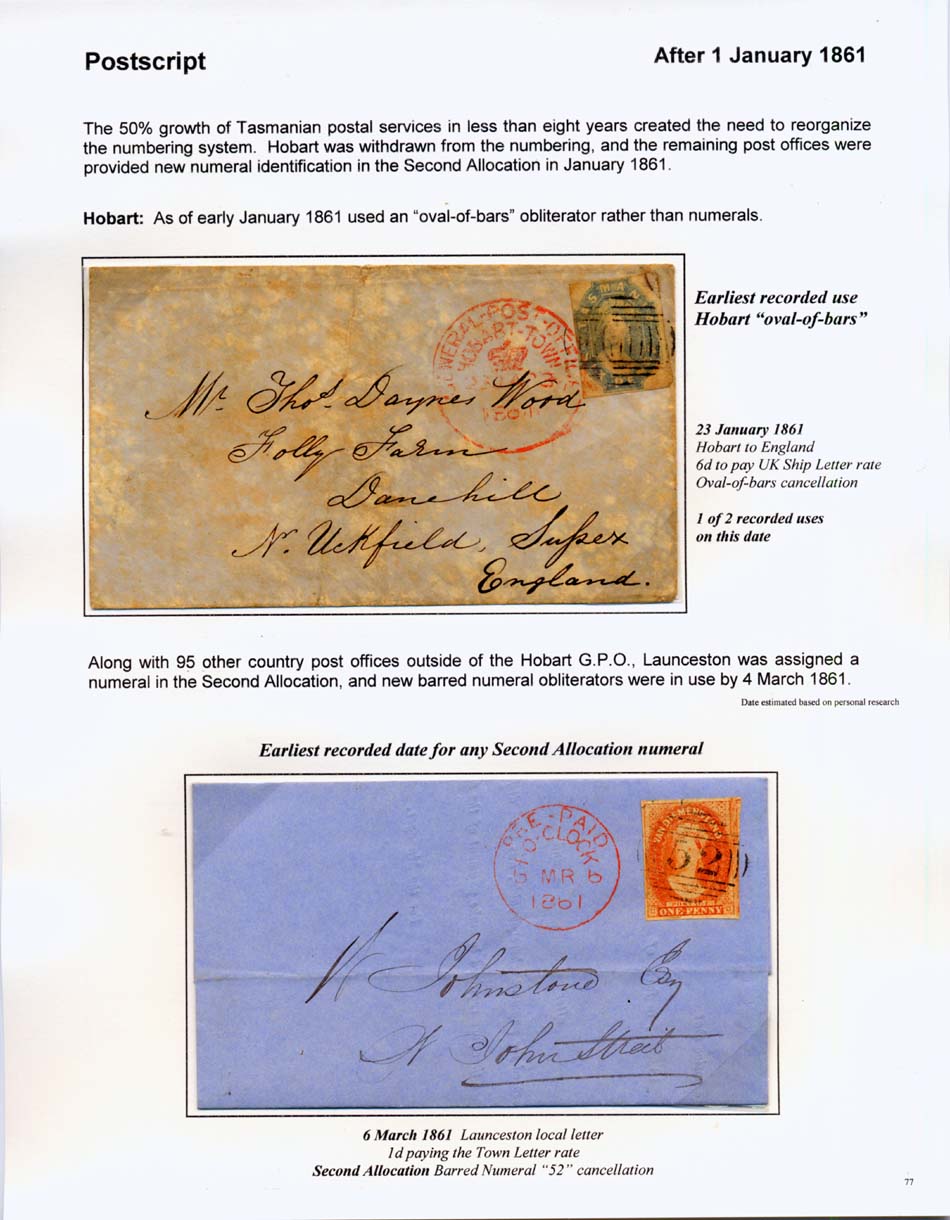 Postscript
After 1 January 1861
The 50% growth of Tasmanian postal services in less than eight years created the need to reorganize
the numbering system. Hobart was withdrawn from the numbering, and the remaining post offices were
provided new numeral identification in the Second Allocation in January 1861.
Hobart: As of early January 1861 used an “oval-of-bars” obliterator rather than numerals.
GENERAL-POST-OFFICE
HOBART-TOWN
1861
SMAN
Mr. Thos. Daynes Wood
Folly Farm
Danehill
Nr. Uckfield, Sussex
England.
Earliest recorded use
Hobart “oval-of-bars”
23 January 1861
Hobart to England
6d to pay UK Ship Letter rate
Oval-of-bars cancellation
1 of 2 recorded uses
on this date
Along with 95 other country post offices outside of the Hobart G.P.O., Launceston was assigned a
numeral in the Second Allocation, and new barred numeral obliterators were in use by 4 March 1861.
Date estimated based on personal research
Earliest recorded date for any Second Allocation numeral
PRE-PAID
O'CLOCK
MR 6
1861
VAN DIEMENS LAND
52
POSTAGE
ONE PENNY
W Johnstone Esq
St John Street
6 March 1861 Launceston local letter
1d paying the Town Letter rate
Second Allocation Barred Numeral “52” cancellation
77